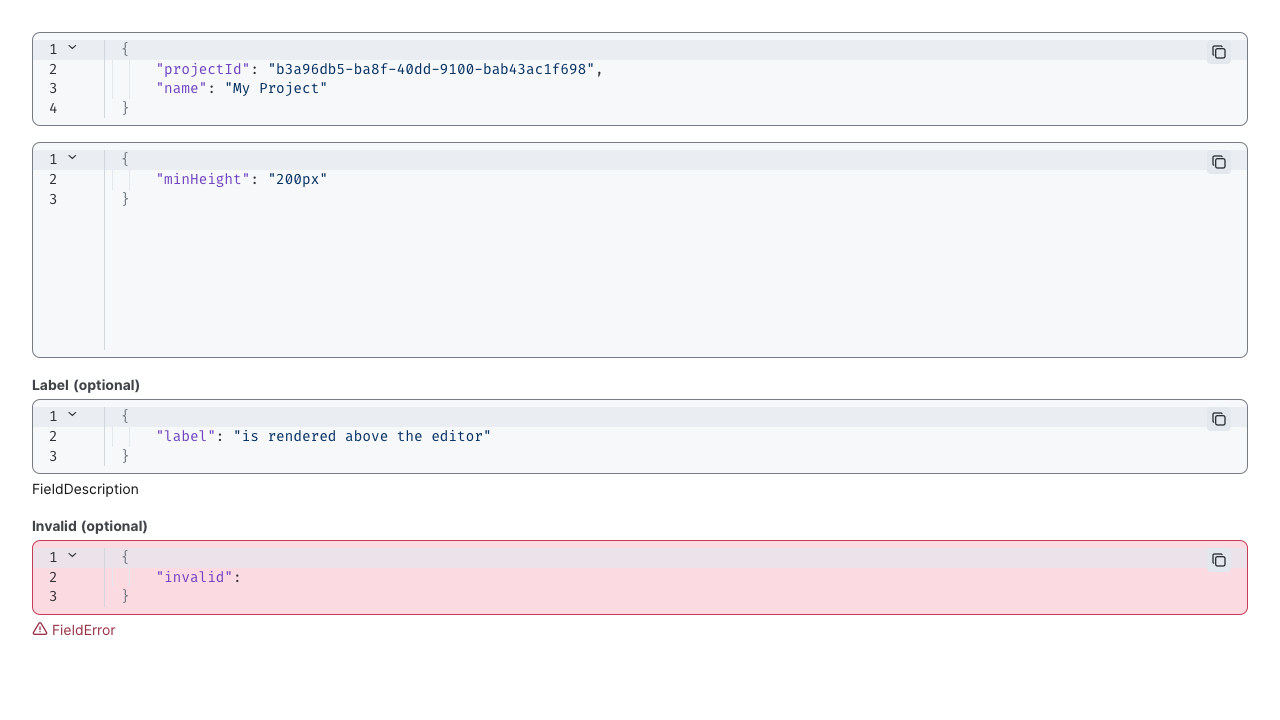 1 {
2 "projectId": "b3a96db5-ba8f-40dd-9100-bab43ac1f698",
3 "name": "My Project"
4 }
1 {
2 "minHeight": "200px"
3 }
Label (optional)
1 {
2 "label": "is rendered above the editor"
3 }
FieldDescription
Invalid (optional)
1 {
2 "invalid":
3 }
FieldError